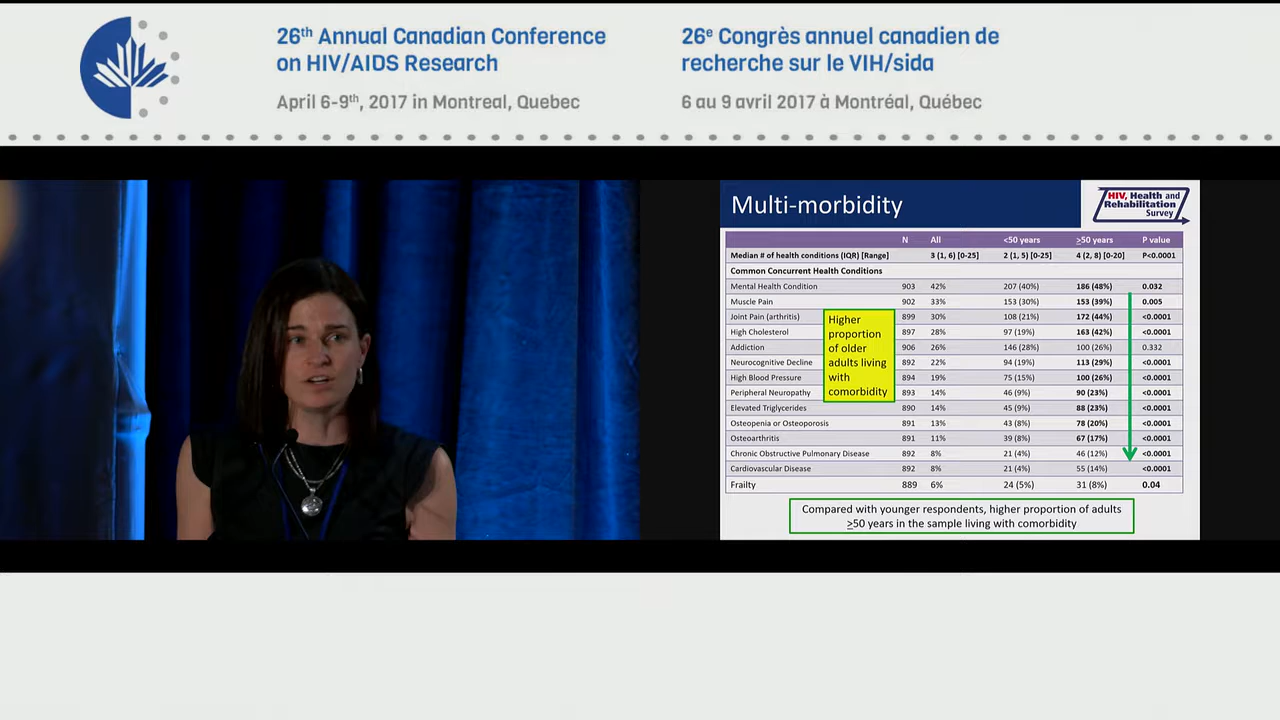 26th Annual Canadian Conference
on HIV/AIDS Research
April 6-9th, 2017 in Montreal, Quebec
26e Congrès annuel canadien de
recherche sur le VIH/sida
6 au 9 avril 2017 à Montréal, Québec
Multi-morbidity
HIV, Health and
Rehabilitation
Survey
N All <50 years ≥50 years P value
Median # of health conditions (IQR) [Range] 3 (1, 6) [0-25] 2 (1, 5) [0-25] 4 (2, 8) [0-20] P<0.0001
Common Concurrent Health Conditions
Mental Health Condition 903 42% 207 (40%) 186 (48%) 0.032
Muscle Pain 902 33% 153 (30%) 153 (39%) 0.005
Joint Pain (arthritis) 899 30% 108 (21%) 172 (44%) <0.0001
High Cholesterol 897 28% 97 (19%) 163 (42%) <0.0001
Addiction 906 26% 146 (28%) 100 (26%) 0.332
Neurocognitive Decline 892 22% 94 (19%) 113 (29%) <0.0001
High Blood Pressure 894 19% 75 (15%) 100 (26%) <0.0001
Peripheral Neuropathy 893 14% 46 (9%) 90 (23%) <0.0001
Elevated Triglycerides 890 14% 45 (9%) 88 (23%) <0.0001
Osteopenia or Osteoporosis 891 13% 43 (8%) 78 (20%) <0.0001
Osteoarthritis 891 11% 39 (8%) 67 (17%) <0.0001
Chronic Obstructive Pulmonary Disease 892 8% 21 (4%) 46 (12%) <0.0001
Cardiovascular Disease 892 8% 21 (4%) 55 (14%) <0.0001
Frailty 889 6% 24 (5%) 31 (8%) 0.04
Higher
proportion
of older
adults living
with
comorbidity
Compared with younger respondents, higher proportion of adults
≥50 years in the sample living with comorbidity